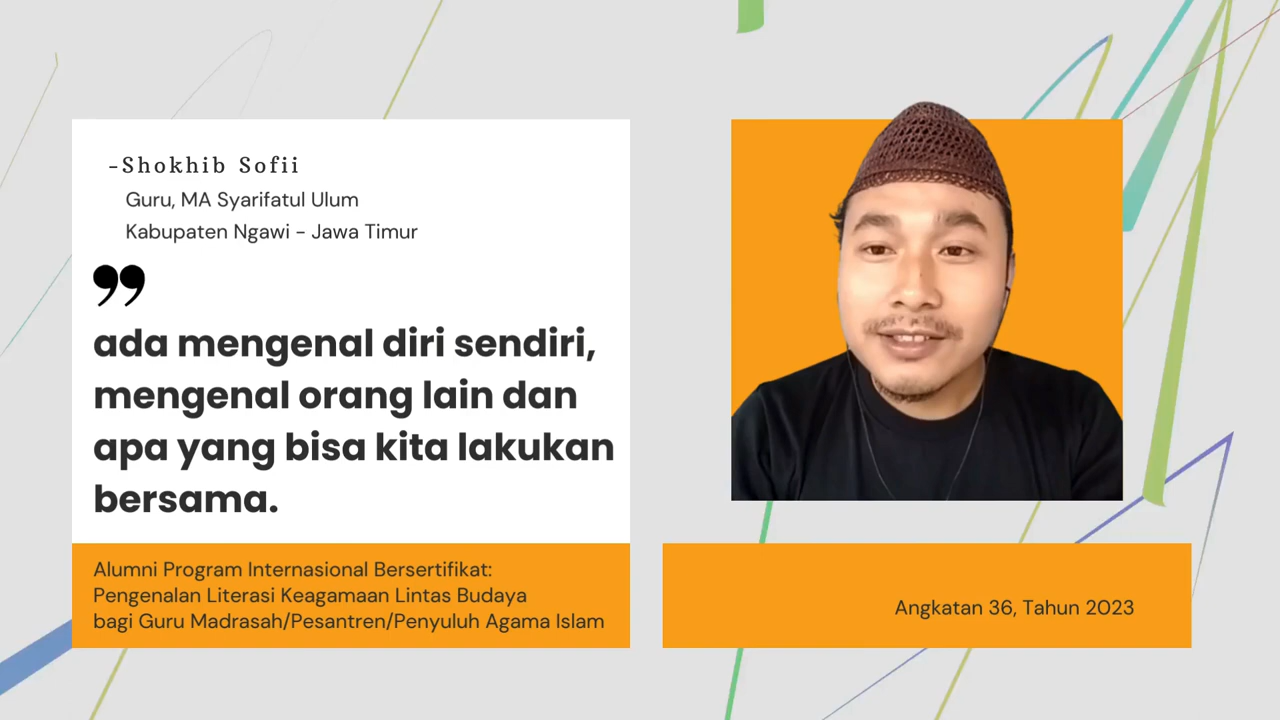 -Shokhib Sofii
Guru, MA Syarifatul Ulum
Kabupaten Ngawi - Jawa Timur
”
ada mengenal diri sendiri,
mengenal orang lain dan
apa yang bisa kita lakukan
bersama.
Alumni Program Internasional Bersertifikat:
Pengenalan Literasi Keagamaan Lintas Budaya
bagi Guru Madrasah/Pesantren/Penyuluh Agama Islam
Angkatan 36, Tahun 2023